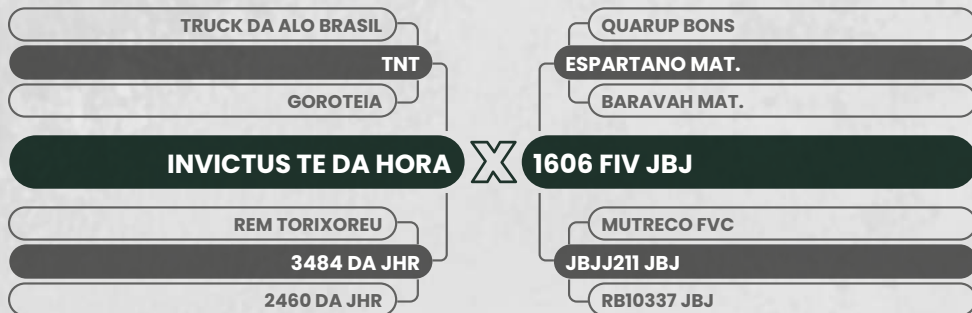 TRUCK DA ALO BRASIL
TNT
GOROTEIA
INVICTUS TE DA HORA
REM TORIXOREU
3484 DA JHR
2460 DA JHR
X
QUARUP BONS
ESPARTANO MAT.
BARAVAH MAT.
1606 FIV JBJ
MUTRECO FVC
JBJJ211 JBJ
RB10337 JBJ